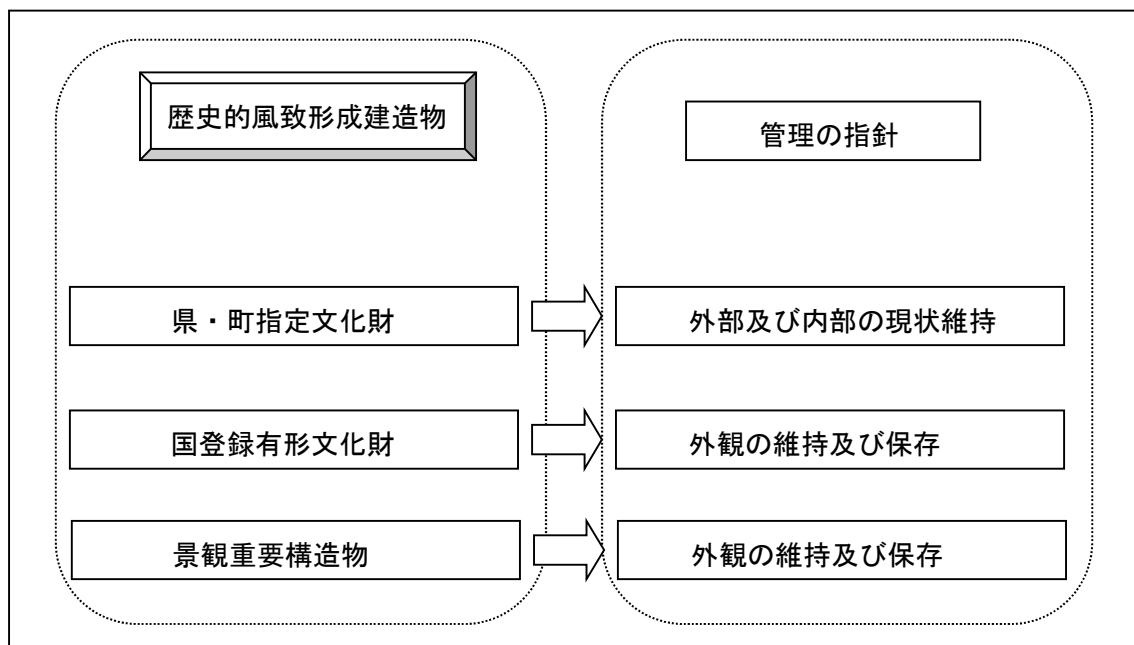 歴史的風致形成建造物
管理の指針
県・町指定文化財
外部及び内部の現状維持
国登録有形文化財
外観の維持及び保存
景観重要構造物
外観の維持及び保存